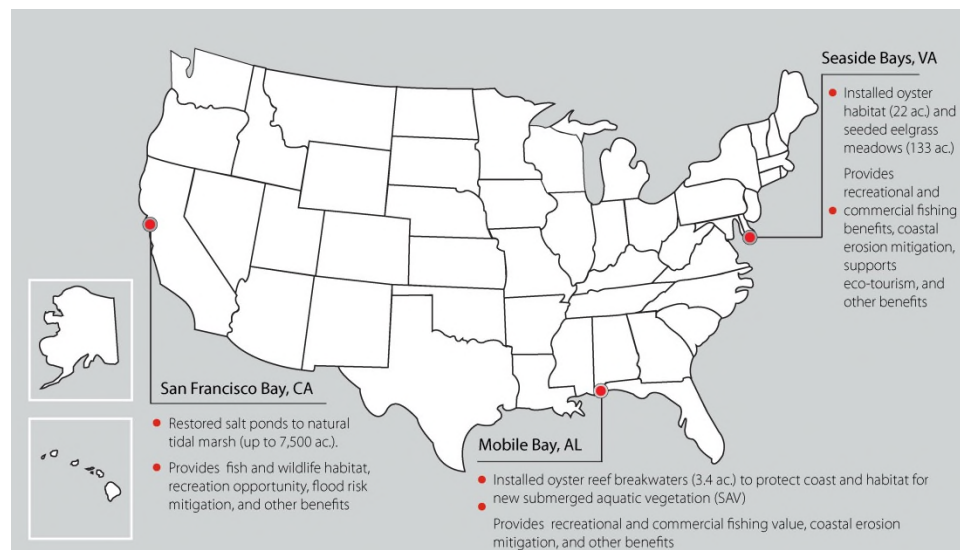 Seaside Bays, VA
Installed oyster
habitat (22 ac.) and
seeded eelgrass
meadows (133 ac.)
Provides
recreational and
commercial fishing
benefits, coastal
erosion mitigation,
supports
eco-tourism, and
other benefits
San Francisco Bay, CA
Restored salt ponds to natural
tidal marsh (up to 7,500 ac.).
Provides fish and wildlife habitat,
recreation opportunity, flood risk
mitigation, and other benefits
Mobile Bay, AL
Installed oyster reef breakwaters (3.4 ac.) to protect coast and habitat for
new submerged aquatic vegetation (SAV)
Provides recreational and commercial fishing value, coastal erosion
mitigation, and other benefits